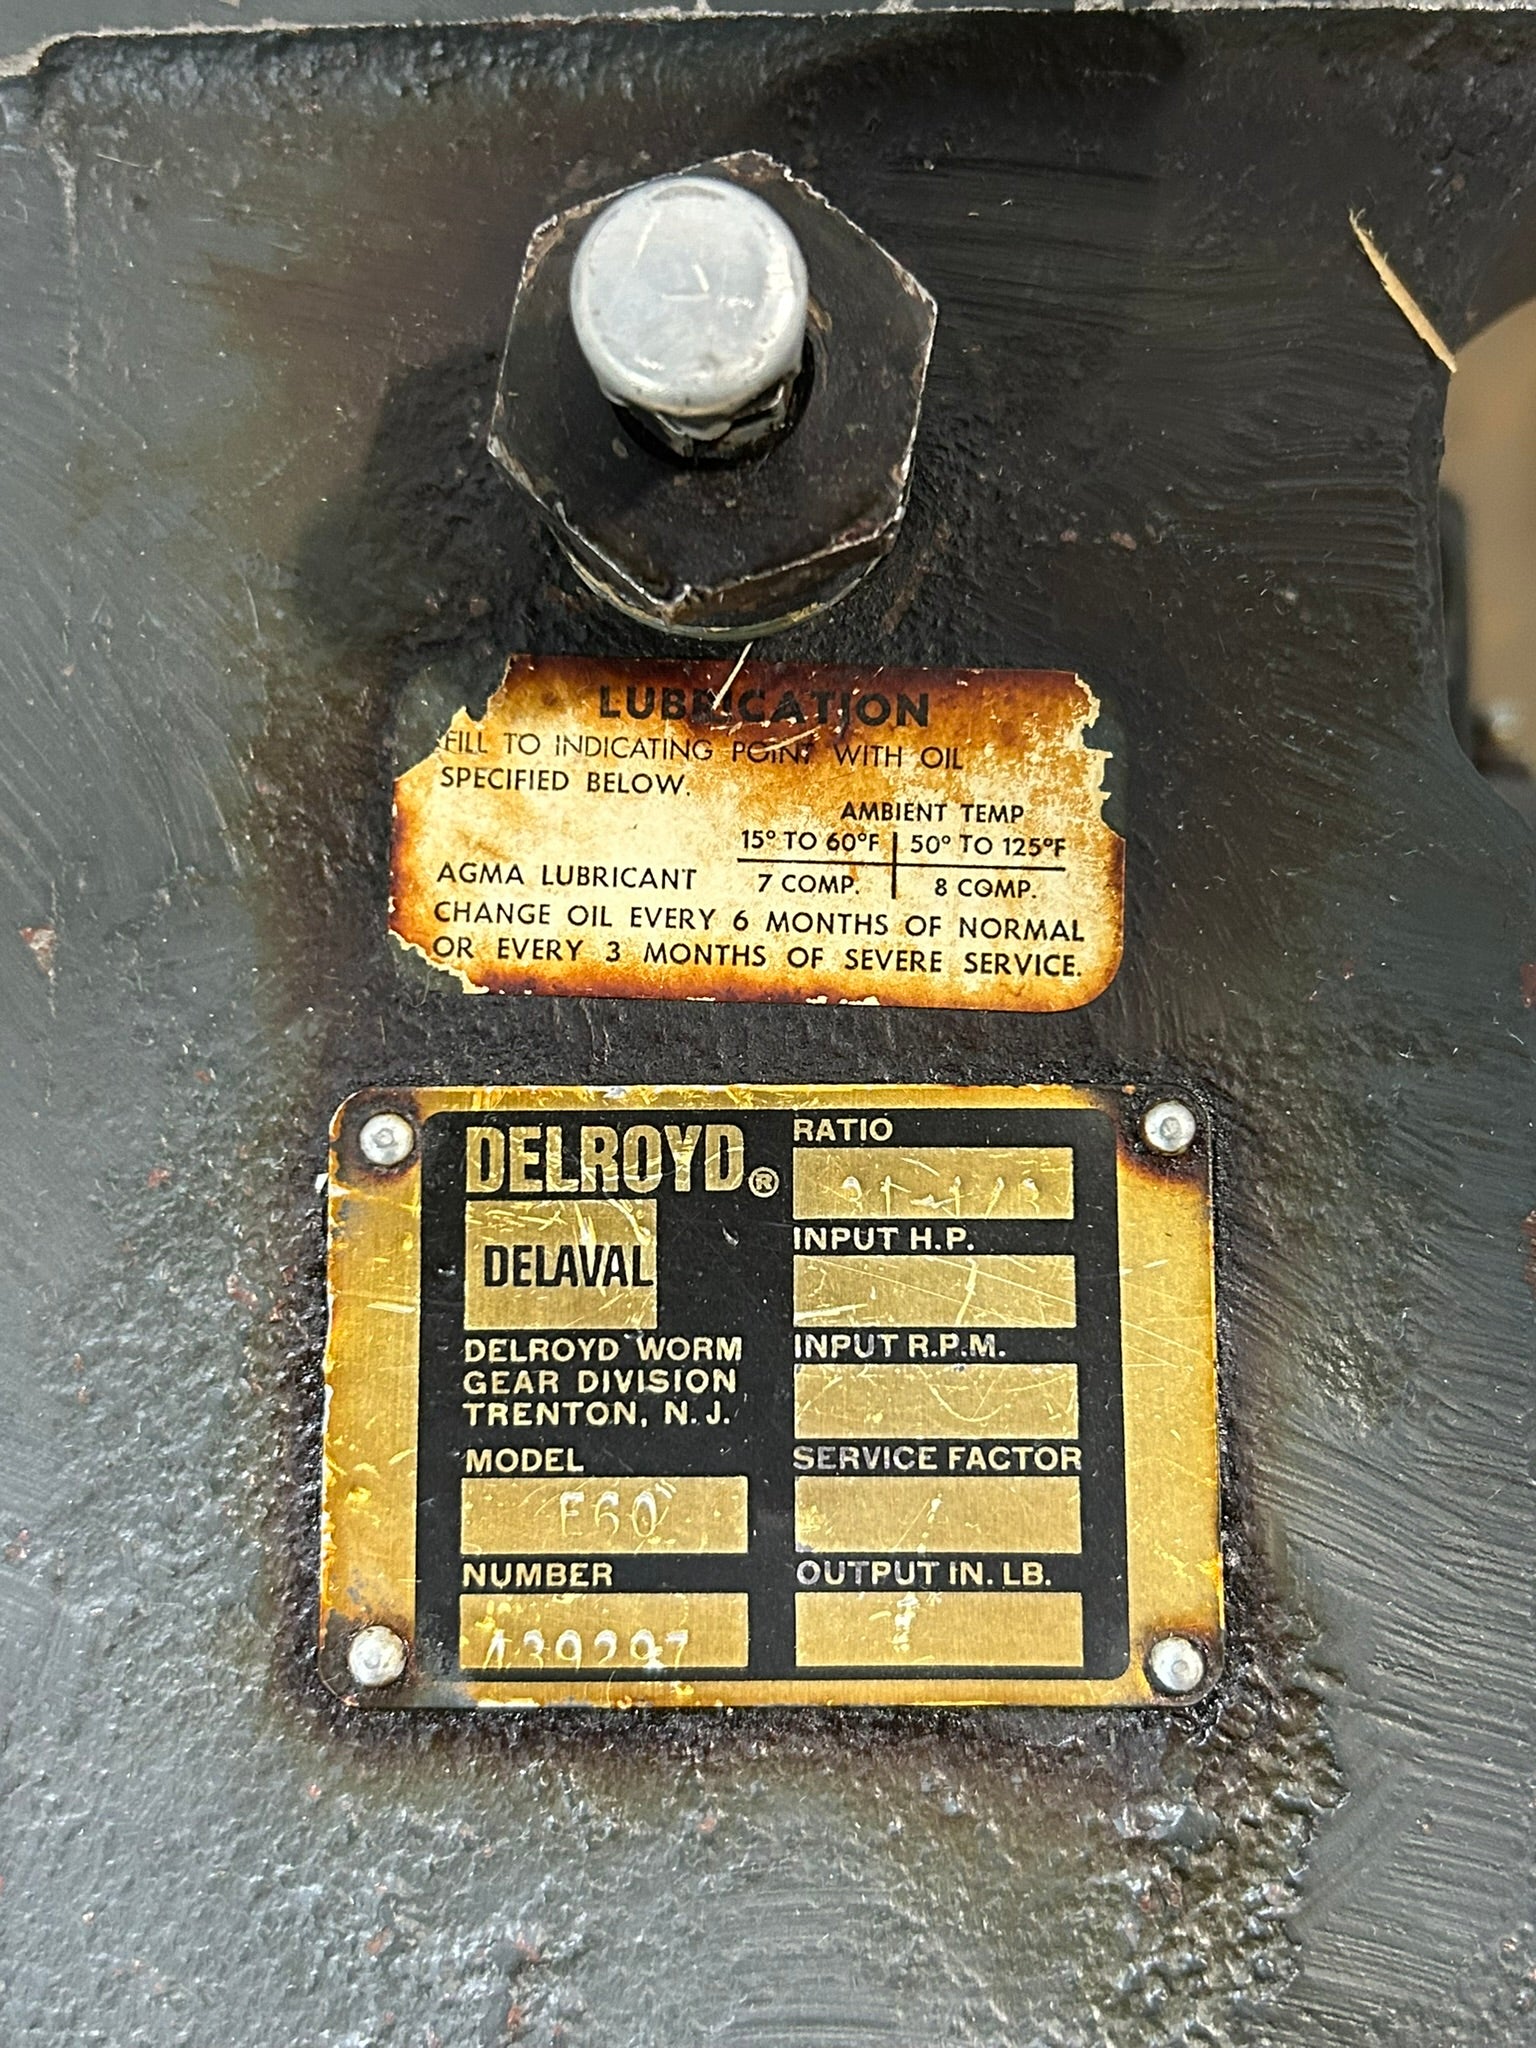 LUBRICATION
FILL TO INDICATING POINT WITH OIL
SPECIFIED BELOW.
AMBIENT TEMP
15° TO 60°F | 50° TO 125°F
AGMA LUBRICANT 7 COMP. 8 COMP.
CHANGE OIL EVERY 6 MONTHS OF NORMAL
OR EVERY 3 MONTHS OF SEVERE SERVICE.
DELROYD®
DELAVAL
DELROYD WORM
GEAR DIVISION
TRENTON, N. J.
MODEL
E60
NUMBER
A39297
RATIO
INPUT H.P.
INPUT R.P.M.
SERVICE FACTOR
OUTPUT IN. LB.